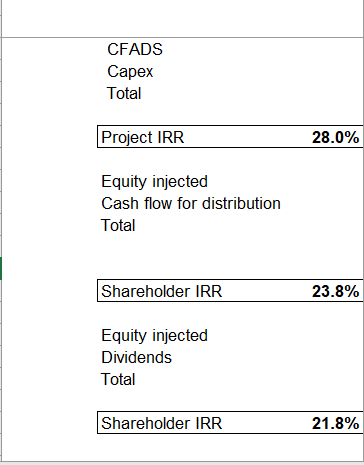 CFADS
Capex
Total
Project IRR 28.0%
Equity injected
Cash flow for distribution
Total
Shareholder IRR 23.8%
Equity injected
Dividends
Total
Shareholder IRR 21.8%